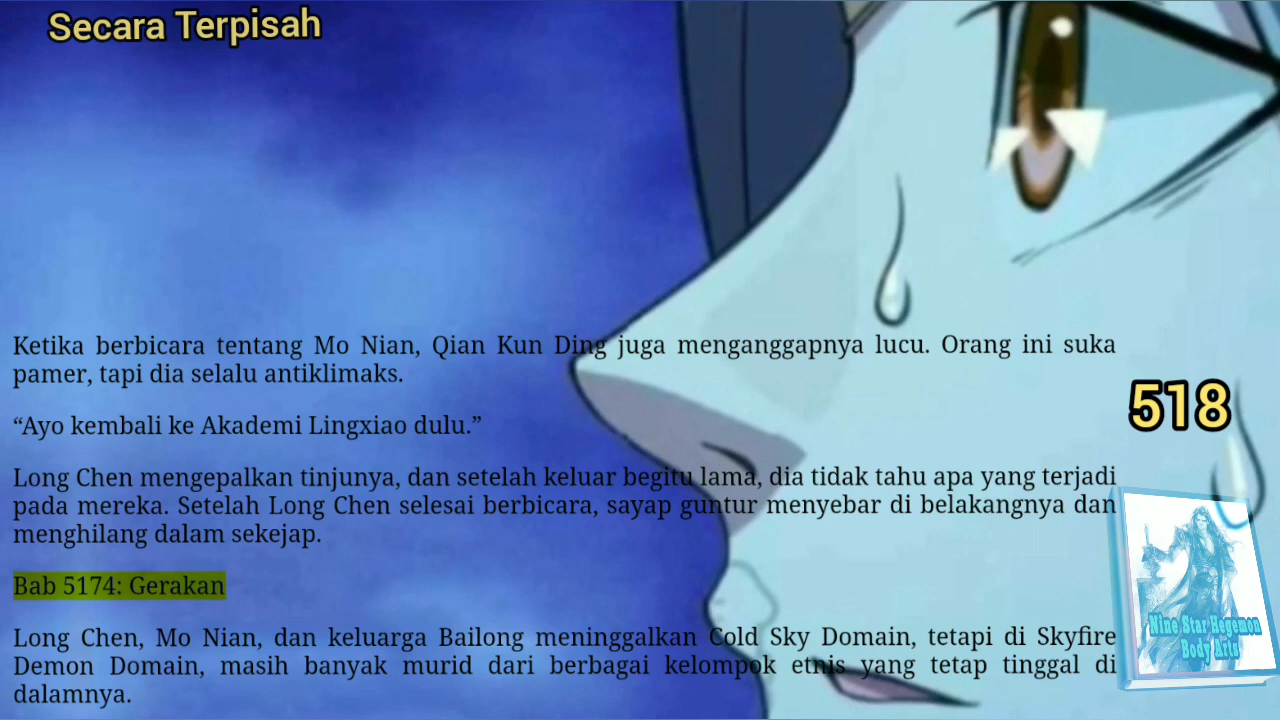 Secara Terpisah
Ketika berbicara tentang Mo Nian, Qian Kun Ding juga menganggapnya lucu. Orang ini suka
pamer, tapi dia selalu antiklimaks.
“Ayo kembali ke Akademi Lingxiao dulu.”
518
Long Chen mengepalkan tinjunya, dan setelah keluar begitu lama, dia tidak tahu apa yang terjadi
pada mereka. Setelah Long Chen selesai berbicara, sayap guntur menyebar di belakangnya dan
menghilang dalam sekejap.
Bab 5174: Gerakan
Long Chen, Mo Nian, dan keluarga Bailong meninggalkan Cold Sky Domain, tetapi di Skyfire
Demon Domain, masih banyak murid dari berbagai kelompok etnis yang tetap tinggal di
dalamnya.
Nine Star Hegemon
Body Arts